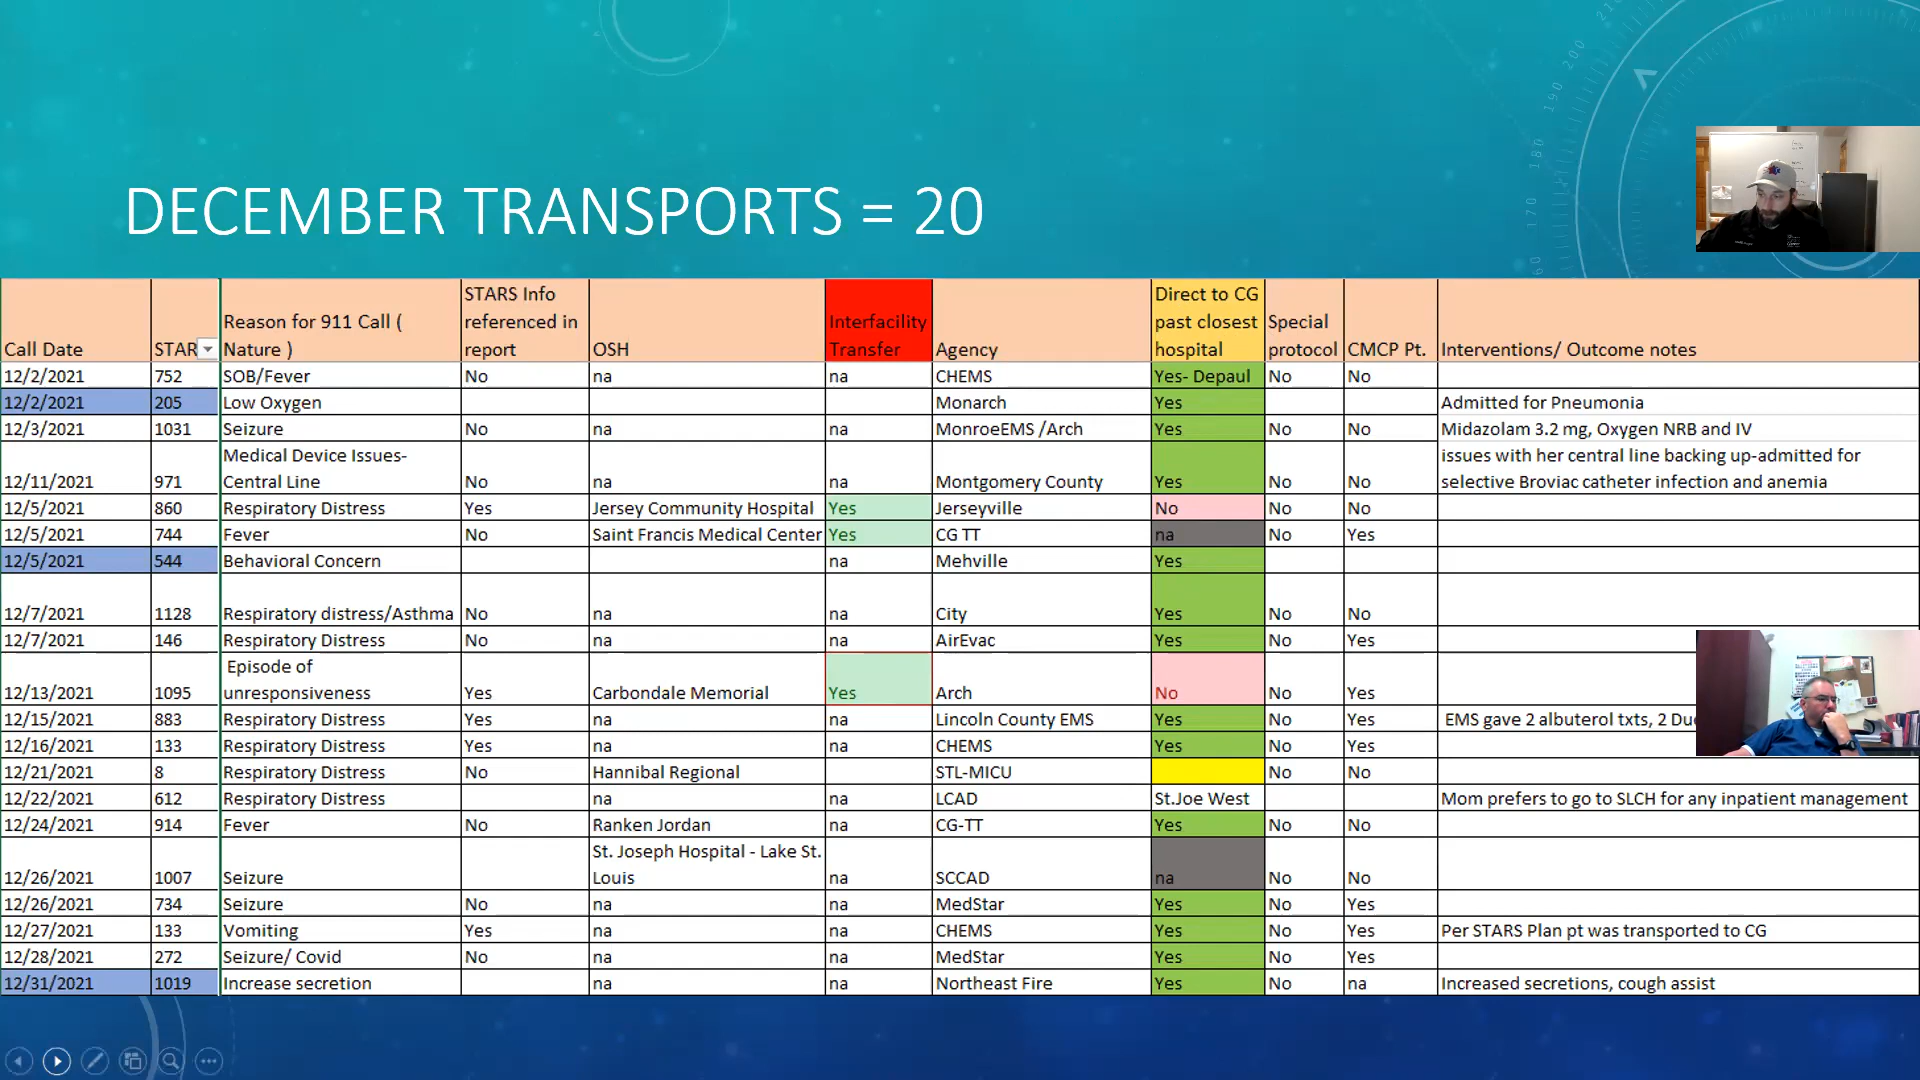 DECEMBER TRANSPORTS = 20
Call Date STAR Reason for 911 Call ( Nature ) STARS Info referenced in report OSH Interfacility Transfer Agency Direct to CG past closest hospital Special protocol CMCP Pt. Interventions/ Outcome notes
12/2/2021 752 SOB/Fever No na na CHEMS Yes- Depaul No No
12/2/2021 205 Low Oxygen Monarch Yes Admitted for Pneumonia
12/3/2021 1031 Seizure No na na MonroeEMS /Arch Yes No No Midazolam 3.2 mg, Oxygen NRB and IV
12/11/2021 971 Medical Device Issues- Central Line No na na Montgomery County Yes No No issues with her central line backing up-admitted for selective Broviac catheter infection and anemia
12/5/2021 860 Respiratory Distress Yes Jersey Community Hospital Yes Jerseyville No No No
12/5/2021 744 Fever No Saint Francis Medical Center Yes CG TT na No Yes
12/5/2021 544 Behavioral Concern na Mehville Yes
12/7/2021 1128 Respiratory distress/Asthma No na na City Yes No No
12/7/2021 146 Respiratory Distress No na na AirEvac Yes No Yes
12/13/2021 1095 Episode of unresponsiveness Yes Carbondale Memorial Yes Arch No No Yes
12/15/2021 883 Respiratory Distress Yes na na Lincoln County EMS Yes No Yes EMS gave 2 albuterol txts, 2
12/16/2021 133 Respiratory Distress Yes na na CHEMS Yes No Yes
12/21/2021 8 Respiratory Distress No Hannibal Regional STL-MICU No No
12/22/2021 612 Respiratory Distress na na LCAD St.Joe West Mom prefers to go to SLCH for any inpatient management
12/24/2021 914 Fever No Ranken Jordan na CG-TT Yes No No
12/26/2021 1007 Seizure St. Joseph Hospital - Lake St. Louis na SCCAD na No No
12/26/2021 734 Seizure No na na MedStar Yes No Yes
12/27/2021 133 Vomiting Yes na na CHEMS Yes No Yes Per STARS Plan pt was transported to CG
12/28/2021 272 Seizure/ Covid No na na MedStar Yes No Yes
12/31/2021 1019 Increase secretion na na Northeast Fire Yes No na Increased secretions, cough assist
210
200
190
180
170
60